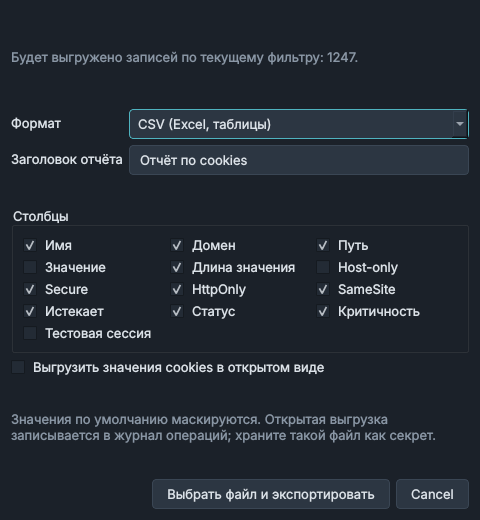 Будет выгружено записей по текущему фильтру: 1247.
Формат
CSV (Excel, таблицы)
Заголовок отчёта
Отчёт по cookies
Столбцы
Имя
Домен
Путь
Значение
Длина значения
Host-only
Secure
HttpOnly
SameSite
Истекает
Статус
Критичность
Тестовая сессия
Выгрузить значения cookies в открытом виде
Значения по умолчанию маскируются. Открытая выгрузка
записывается в журнал операций; храните такой файл как секрет.
Выбрать файл и экспортировать
Cancel